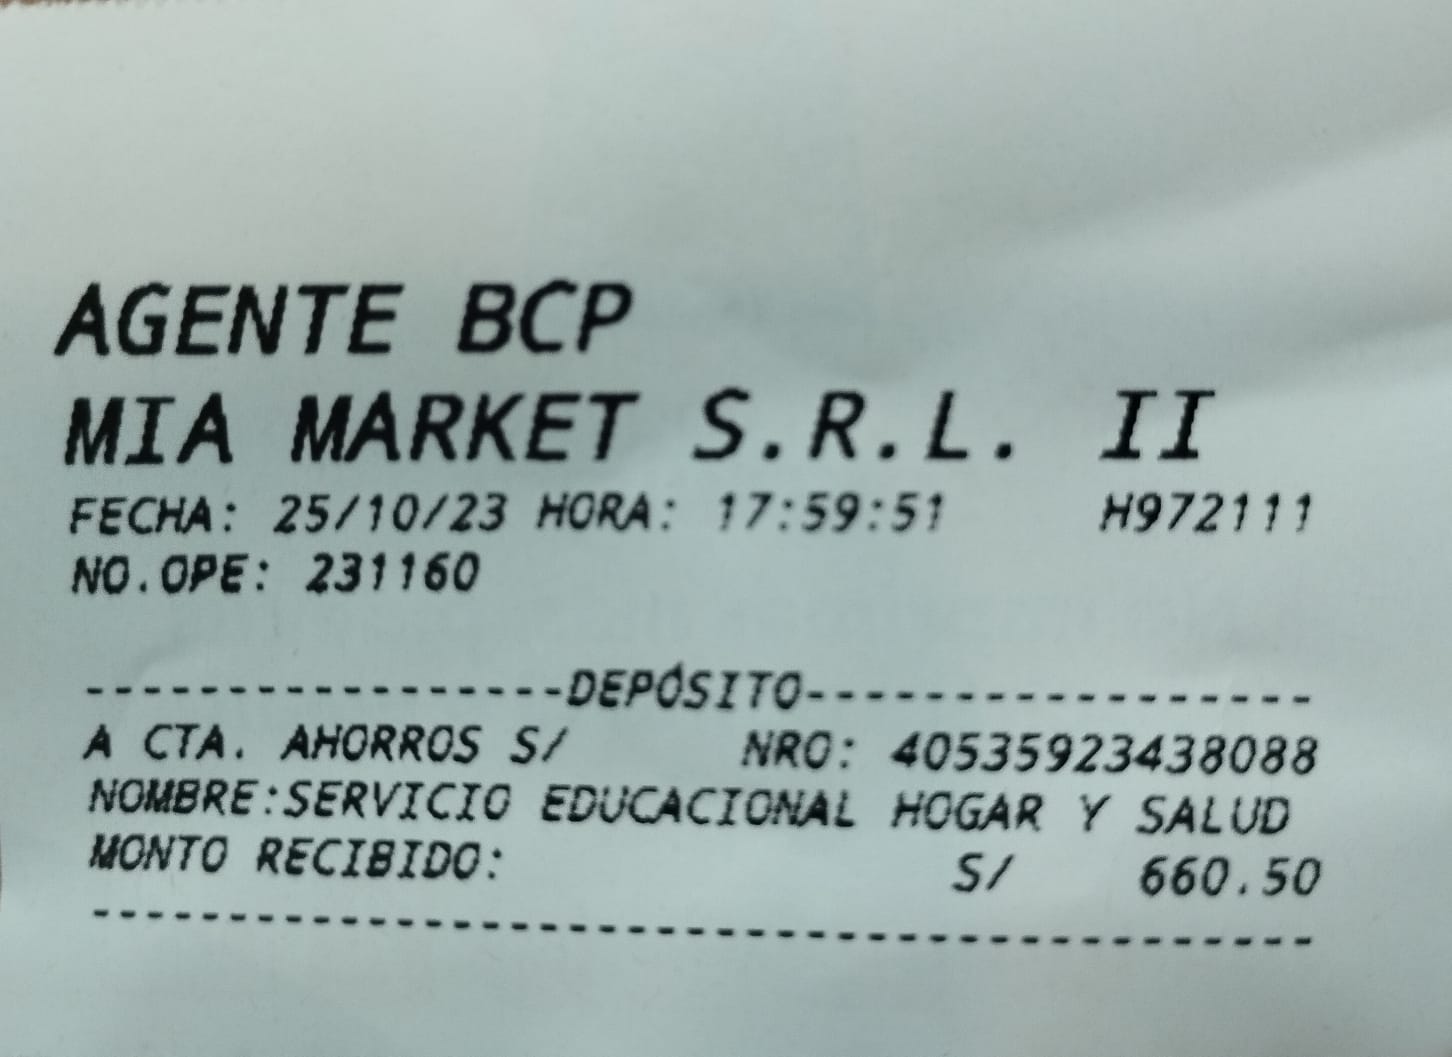 AGENTE BCP
MIA MARKET S.R.L. II
FECHA: 25/10/23 HORA: 17:59:51 H972111
NO.OPE: 231160
-----------------DEPÓSITO------------------
A CTA. AHORROS S/ NRO: 40535923438088
NOMBRE:SERVICIO EDUCACIONAL HOGAR Y SALUD
MONTO RECIBIDO: S/ 660.50
-------------------------------------------